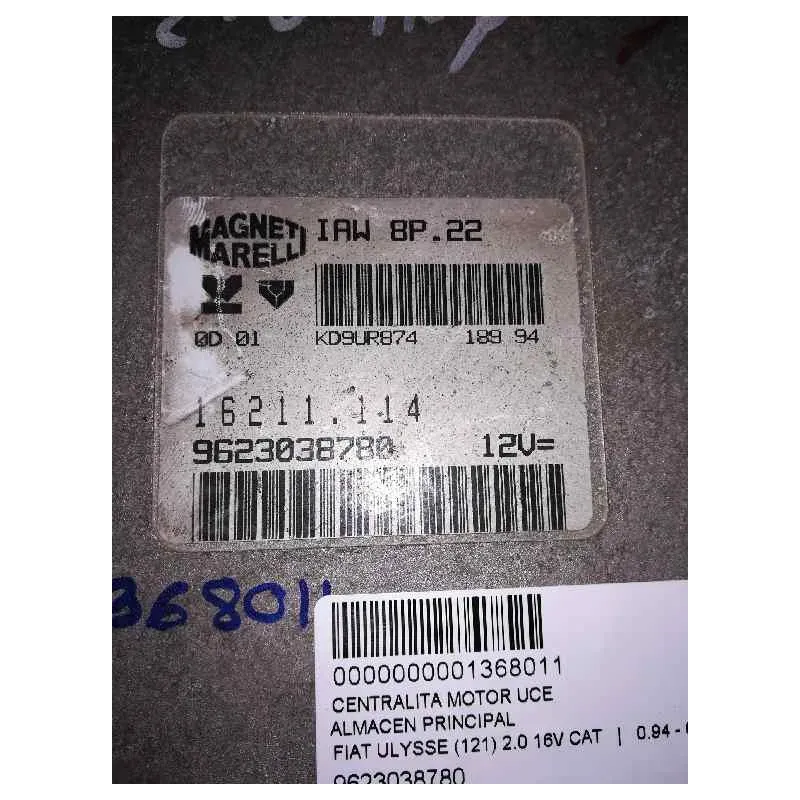 MAGNETI
MARELLI
IAW 8P.22
0D 01 KD9UR874 189 94
16211.114
9623038780 12V=
368011
0000000001368011
CENTRALITA MOTOR UCE
ALMACEN PRINCIPAL
FIAT ULYSSE (121) 2.0 16V CAT | 0.94 -
9623038780